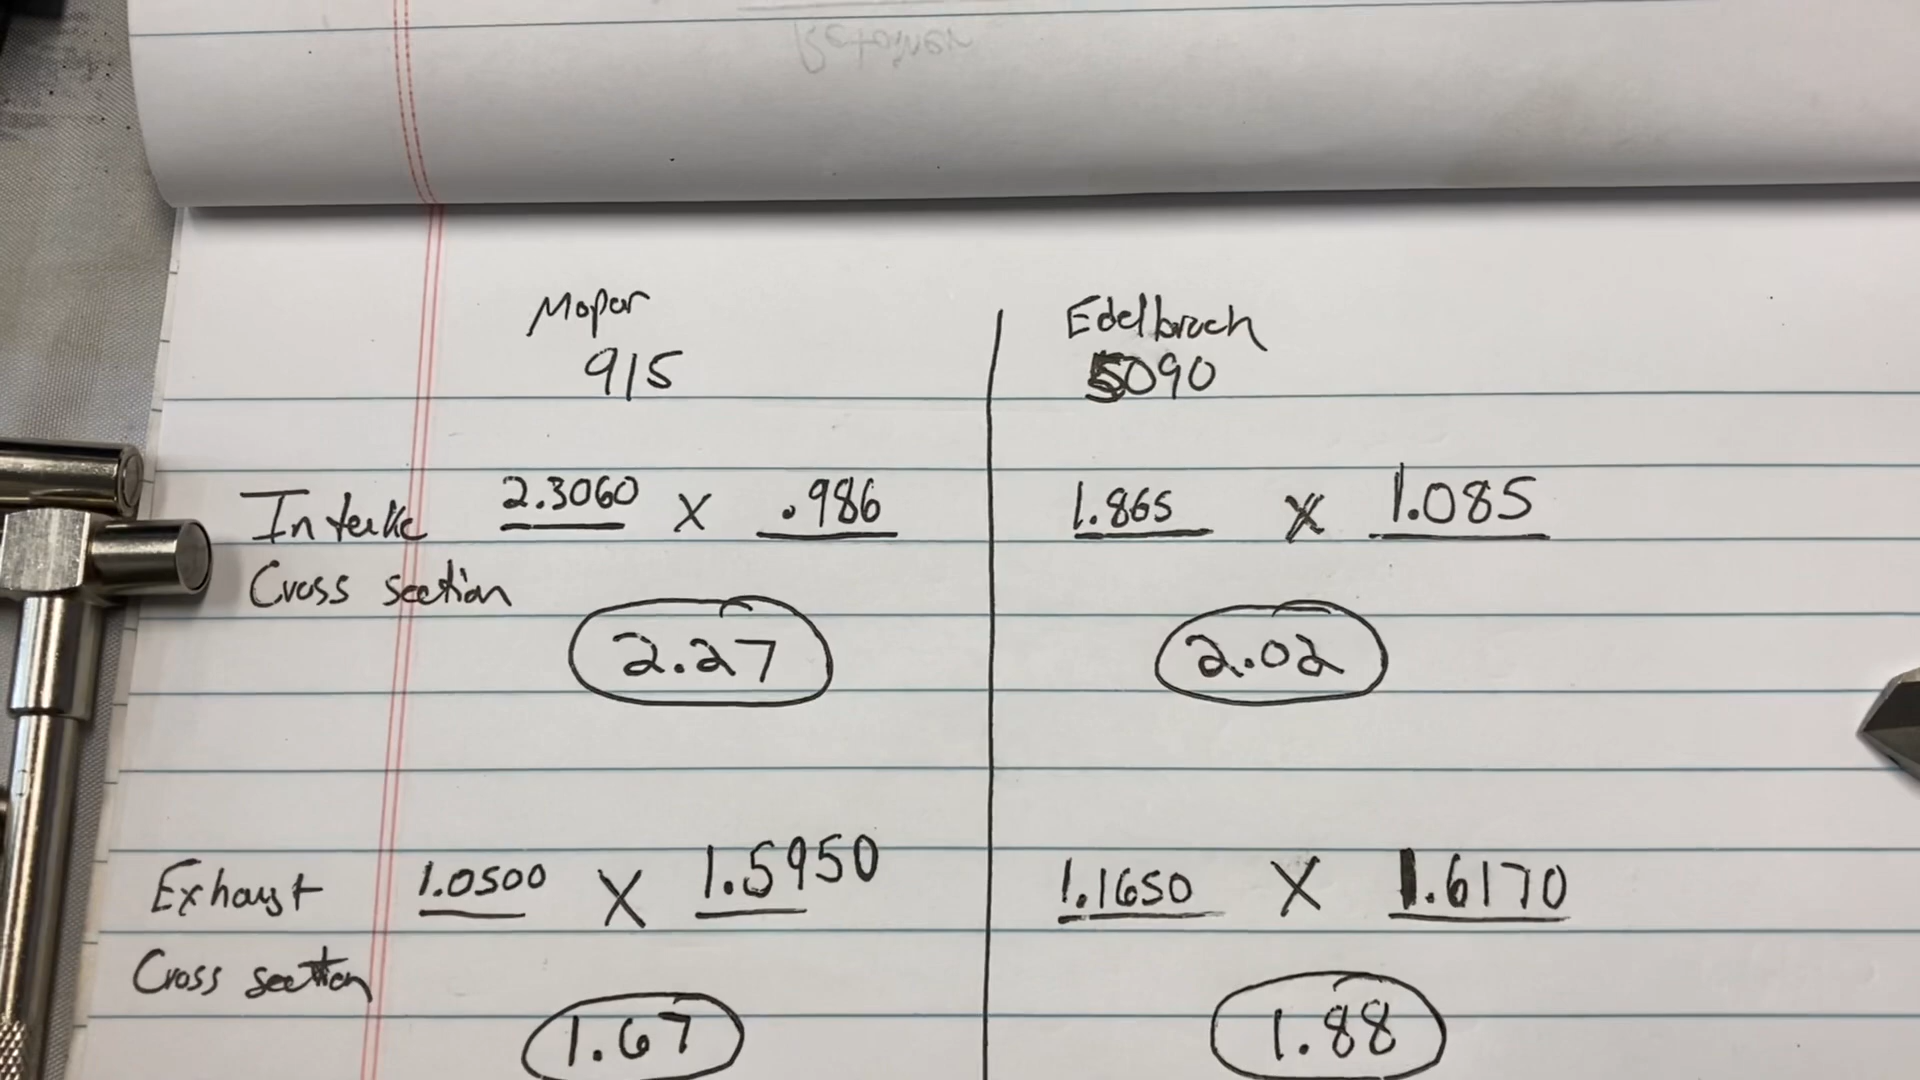 Mopar
915
Edelbrock
5090
Intake 2.3060 X .986
1.865 X 1.085
Cross section
2.27
2.02
Exhaust 1.0500 X 1.5950
1.1650 X 1.6170
Cross section
1.67
1.88